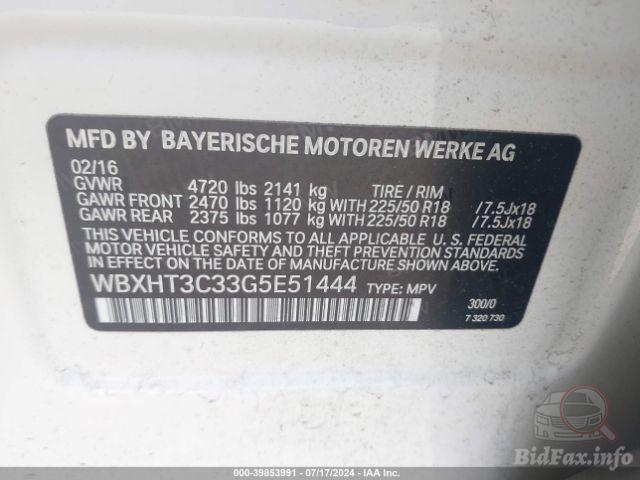 MFD BY BAYERISCHE MOTOREN WERKE AG
02/16
GVWR 4720 lbs 2141 kg TIRE / RIM
GAWR FRONT 2470 lbs 1120 kg WITH 225/50 R18 /7.5Jx18
GAWR REAR 2375 lbs 1077 kg WITH 225/50 R18 /7.5Jx18
THIS VEHICLE CONFORMS TO ALL APPLICABLE U. S. FEDERAL
MOTOR VEHICLE SAFETY AND THEFT PREVENTION STANDARDS
IN EFFECT ON THE DATE OF MANUFACTURE SHOWN ABOVE.
WBXHT3C33G5E51444 TYPE: MPV
300/0
7 320 730
BidFax.info
000-39853991 - 07/17/2024 - IAA Inc.